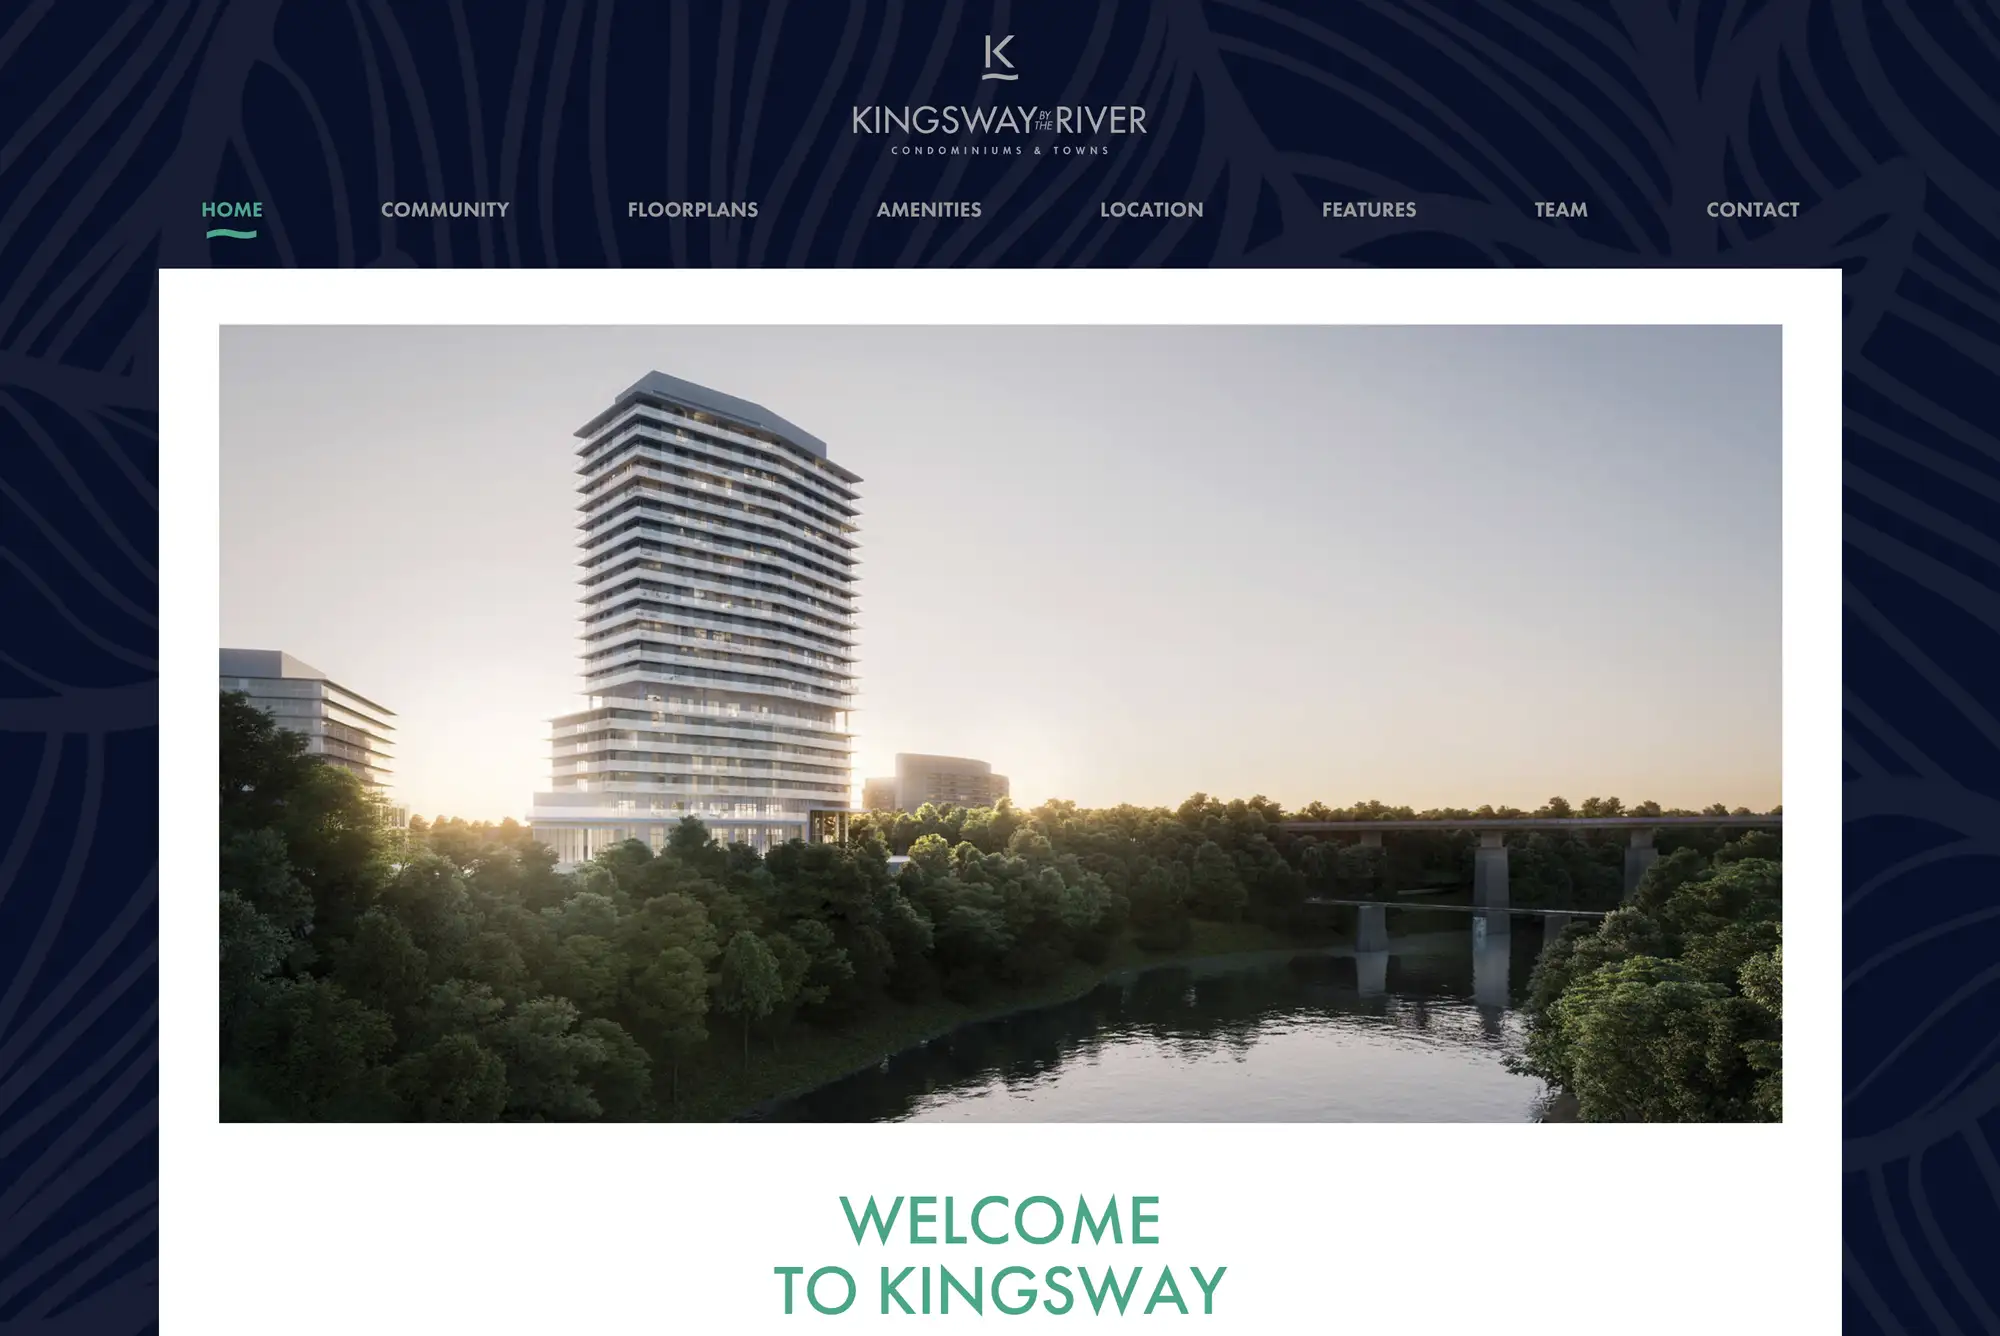 K
KINGSWAY BY THE RIVER
CONDOMINIUMS & TOWNS
HOME COMMUNITY FLOORPLANS AMENITIES LOCATION FEATURES TEAM CONTACT
WELCOME
TO KINGSWAY